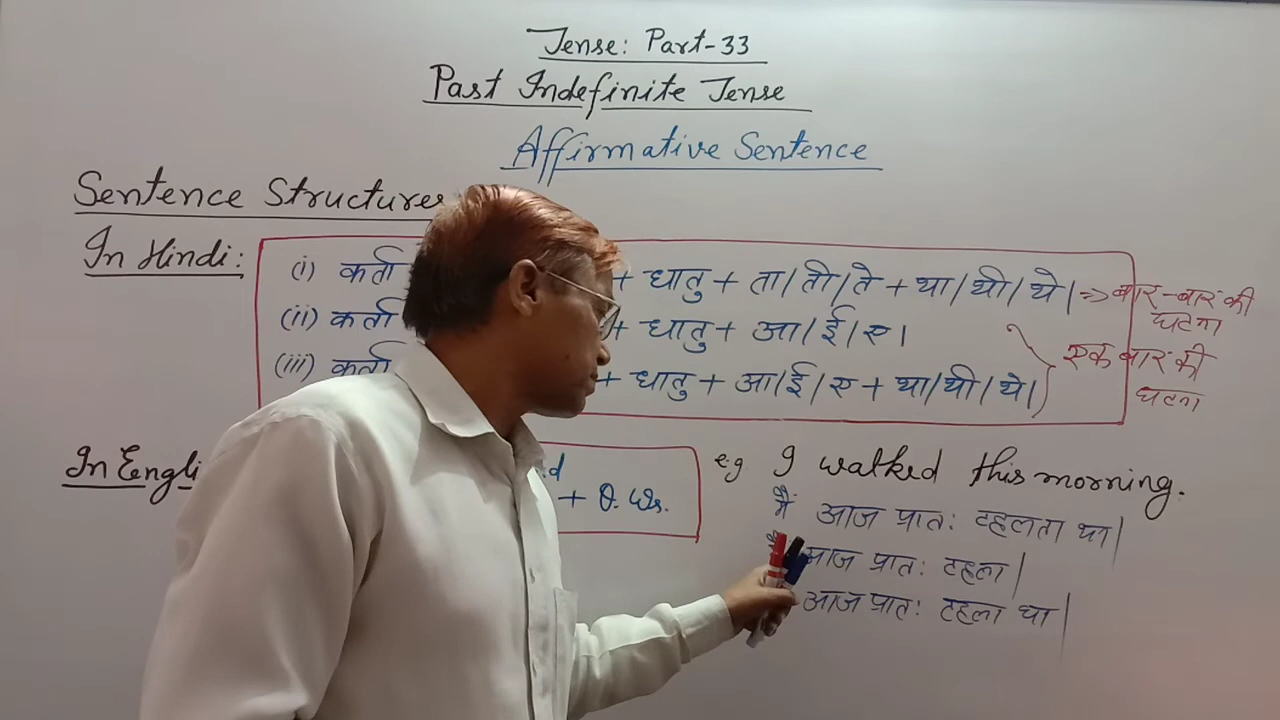 Tense: Part-33
Past Indefinite Tense
Affirmative Sentence
Sentence Structures
In Hindi:
(i) कर्ता + धातु + ता/ती/ते + था/थी/थे। => बार-बार की घटना
(ii) कर्ता + धातु + आ/ई/ए।
एक बार की घटना
(iii) कर्ता + धातु + आ/ई/ए + था/थी/थे।
In Engli
+ O.Ws.
e.g I walked this morning.
मैं आज प्रातः टहलता था।
आज प्रातः टहला।
आज प्रातः टहला था।